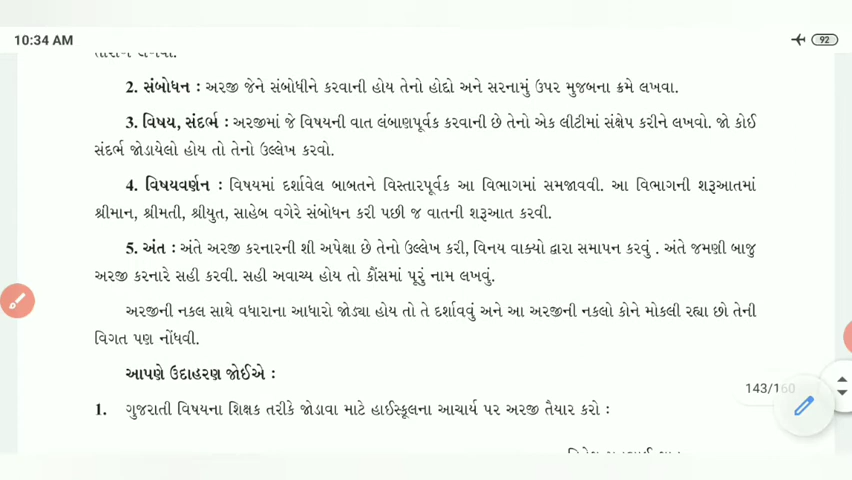 10:34 AM
92
2. સંબોધન : અરજી જેને સંબોધીને કરવાની હોય તેનો હોદો અને સરનામું ઉપર મુજબના ક્રમે લખવા.
3. વિષય, સંદર્ભ : અરજીમાં જે વિષયની વાત લંબાણપૂર્વક કરવાની છે તેનો એક લીટીમાં સંક્ષેપ કરીને લખવો. જો કોઈ
સંદર્ભ જોડાયેલો હોય તો તેનો ઉલ્લેખ કરવો.
4. વિષયવર્ણન : વિષયમાં દર્શાવેલ બાબતને વિસ્તારપૂર્વક આ વિભાગમાં સમજાવવી. આ વિભાગની શરૂઆતમાં
શ્રીમાન, શ્રીમતી, શ્રીયુત, સાહેબ વગેરે સંબોધન કરી પછી જ વાતની શરૂઆત કરવી.
5. અંત : અંતે અરજી કરનારની શી અપેક્ષા છે તેનો ઉલ્લેખ કરી, વિનય વાક્યો દ્વારા સમાપન કરવું . અંતે જમણી બાજુ
અરજી કરનારે સહી કરવી. સહી અવાચ્ય હોય તો કૌંસમાં પૂરું નામ લખવું.
અરજીની નકલ સાથે વધારાના આધારો જોડ્યા હોય તો તે દર્શાવવું અને આ અરજીની નકલો કોને મોકલી રહ્યા છો તેની
વિગત પણ નોંધવી.
આપણે ઉદાહરણ જોઈએ :
143/160
1. ગુજરાતી વિષયના શિક્ષક તરીકે જોડાવા માટે હાઈસ્કૂલના આચાર્ય પર અરજી તૈયાર કરો :